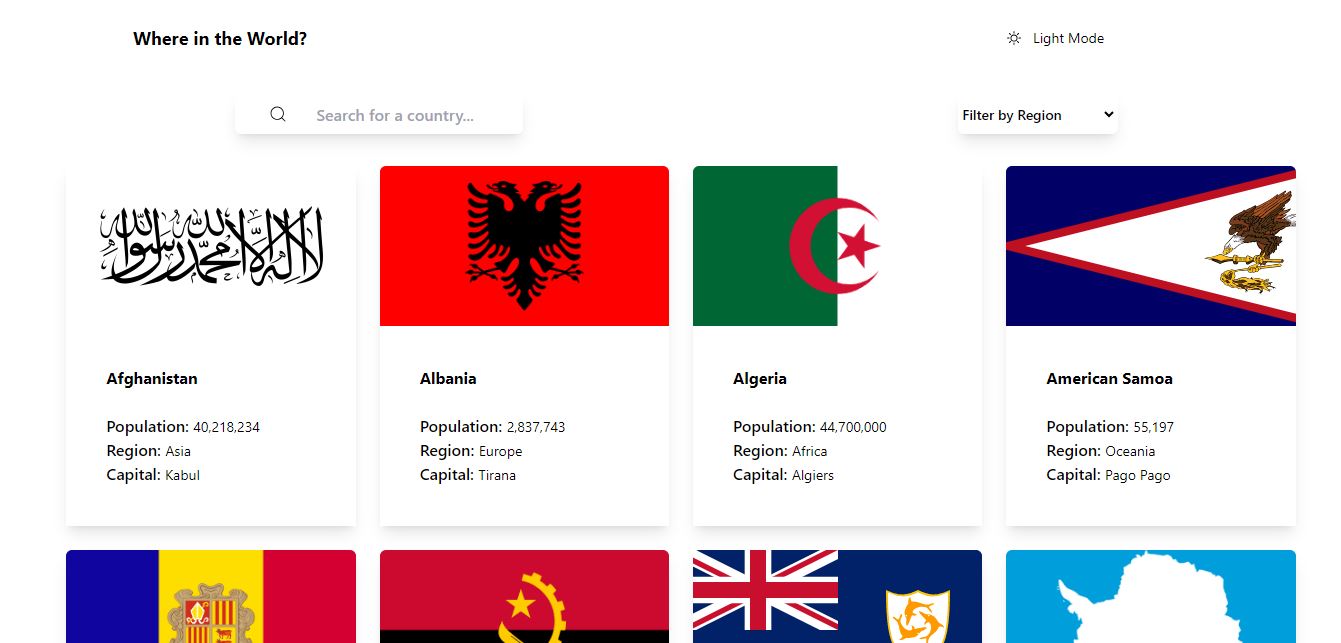 Where in the World?
Light Mode
Search for a country...
Filter by Region
لا إله إلا الله محمد رسول الله
Afghanistan
Population: 40,218,234
Region: Asia
Capital: Kabul
Albania
Population: 2,837,743
Region: Europe
Capital: Tirana
Algeria
Population: 44,700,000
Region: Africa
Capital: Algiers
American Samoa
Population: 55,197
Region: Oceania
Capital: Pago Pago